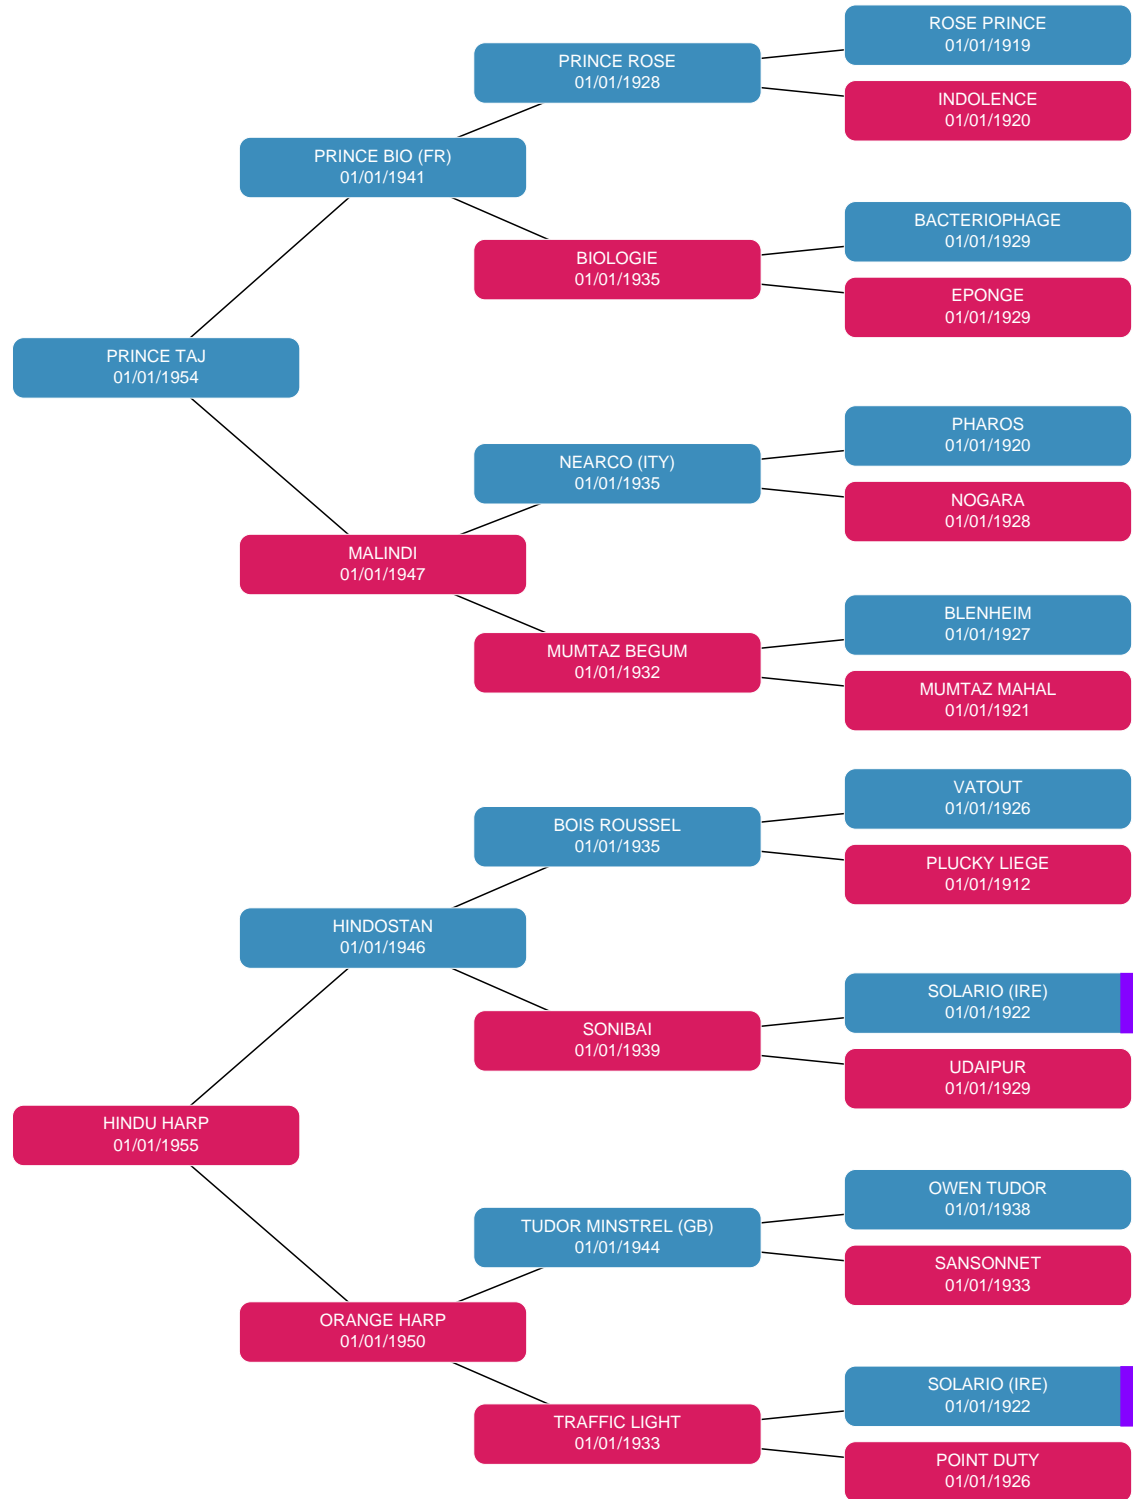 ROSE PRINCE
01/01/1919
PRINCE ROSE
01/01/1928
INDOLENCE
01/01/1920
PRINCE BIO (FR)
01/01/1941
BACTERIOPHAGE
01/01/1929
BIOLOGIE
01/01/1935
EPONGE
01/01/1929
PRINCE TAJ
01/01/1954
PHAROS
01/01/1920
NEARCO (ITY)
01/01/1935
NOGARA
01/01/1928
MALINDI
01/01/1947
BLENHEIM
01/01/1927
MUMTAZ BEGUM
01/01/1932
MUMTAZ MAHAL
01/01/1921
VATOUT
01/01/1926
BOIS ROUSSEL
01/01/1935
PLUCKY LIEGE
01/01/1912
HINDOSTAN
01/01/1946
SOLARIO (IRE)
01/01/1922
SONIBAI
01/01/1939
UDAIPUR
01/01/1929
HINDU HARP
01/01/1955
OWEN TUDOR
01/01/1938
TUDOR MINSTREL (GB)
01/01/1944
SANSONNET
01/01/1933
ORANGE HARP
01/01/1950
SOLARIO (IRE)
01/01/1922
TRAFFIC LIGHT
01/01/1933
POINT DUTY
01/01/1926